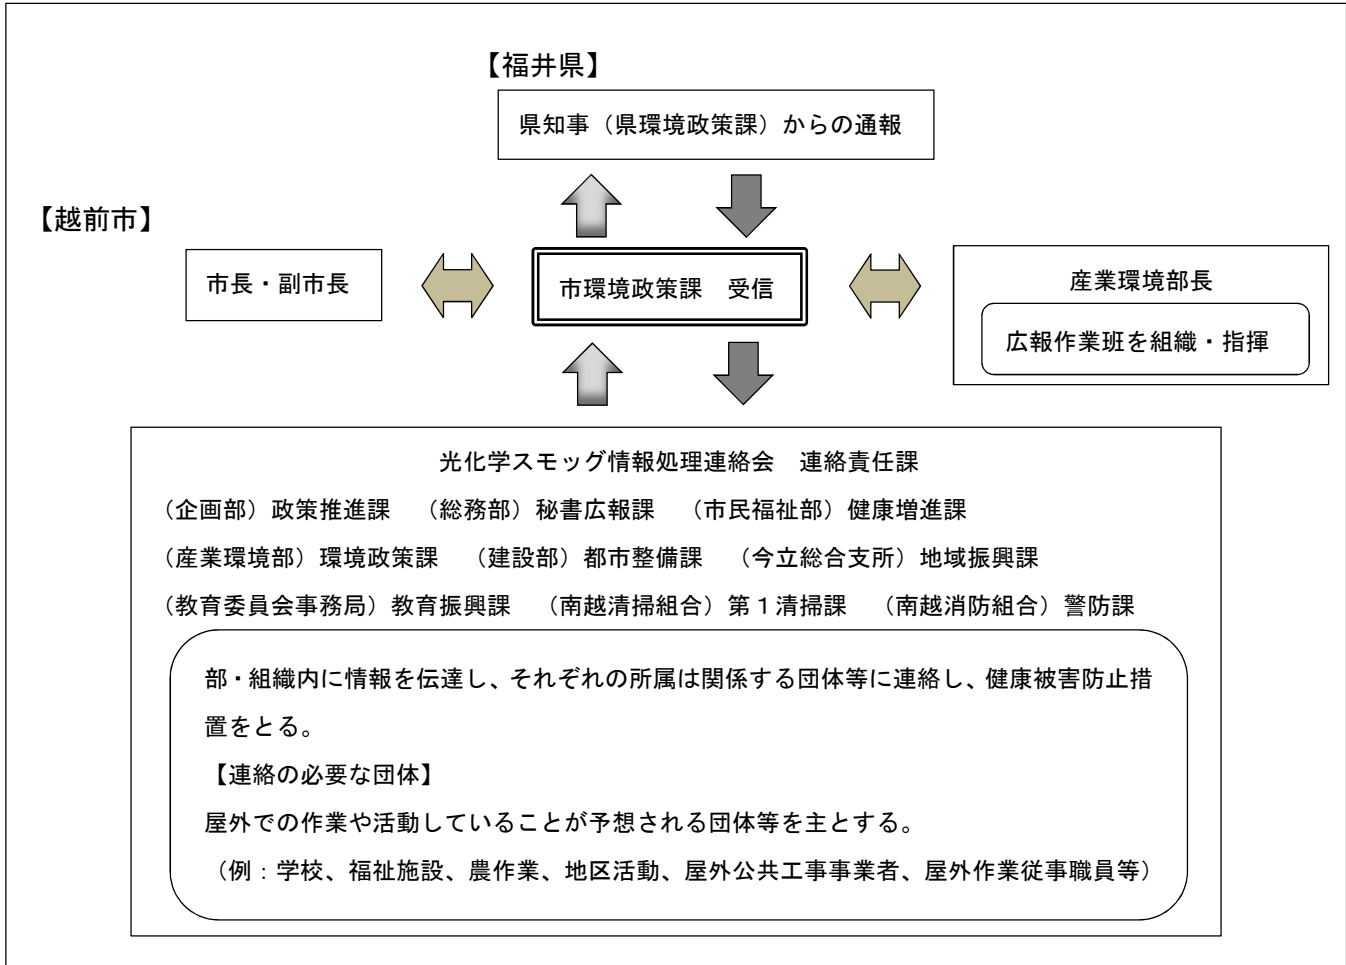 【福井県】
県知事（県環境政策課）からの通報
【越前市】
市長・副市長
市環境政策課　受信
産業環境部長
広報作業班を組織・指揮
光化学スモッグ情報処理連絡会　連絡責任課
（企画部）政策推進課　（総務部）秘書広報課　（市民福祉部）健康増進課
（産業環境部）環境政策課　（建設部）都市整備課　（今立総合支所）地域振興課
（教育委員会事務局）教育振興課　（南越清掃組合）第１清掃課　（南越消防組合）警防課
部・組織内に情報を伝達し、それぞれの所属は関係する団体等に連絡し、健康被害防止措
置をとる。
【連絡の必要な団体】
屋外での作業や活動していることが予想される団体等を主とする。
（例：学校、福祉施設、農作業、地区活動、屋外公共工事事業者、屋外作業従事職員等）